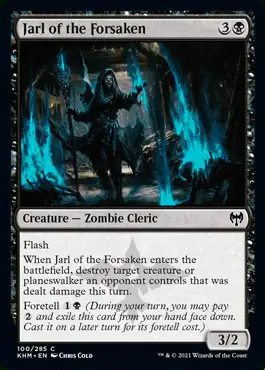 Jarl of the Forsaken 3
Creature — Zombie Cleric
Flash
When Jarl of the Forsaken enters the
battlefield, destroy target creature or
planeswalker an opponent controls that was
dealt damage this turn.
Foretell 1 (During your turn, you may pay
2 and exile this card from your hand face down.
Cast it on a later turn for its foretell cost.)
3/2
100/285 C
KHM • EN Chris Cold ™ & © 2021 Wizards of the Coast